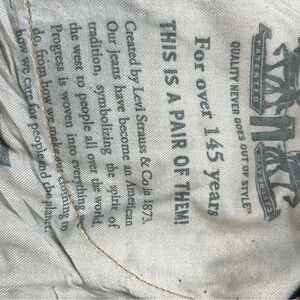 QUALITY NEVER GOES OUT OF STYLE™
For over 145 years
THIS IS A PAIR OF THEM!
Created by Levi Strauss & Co. in 1873.
Our jeans have become an American
tradition, symbolizing the spirit of
the west to people all over the world.
Progress is woven into everything we
do, from how we make our clothing to
how we care for people and the planet.